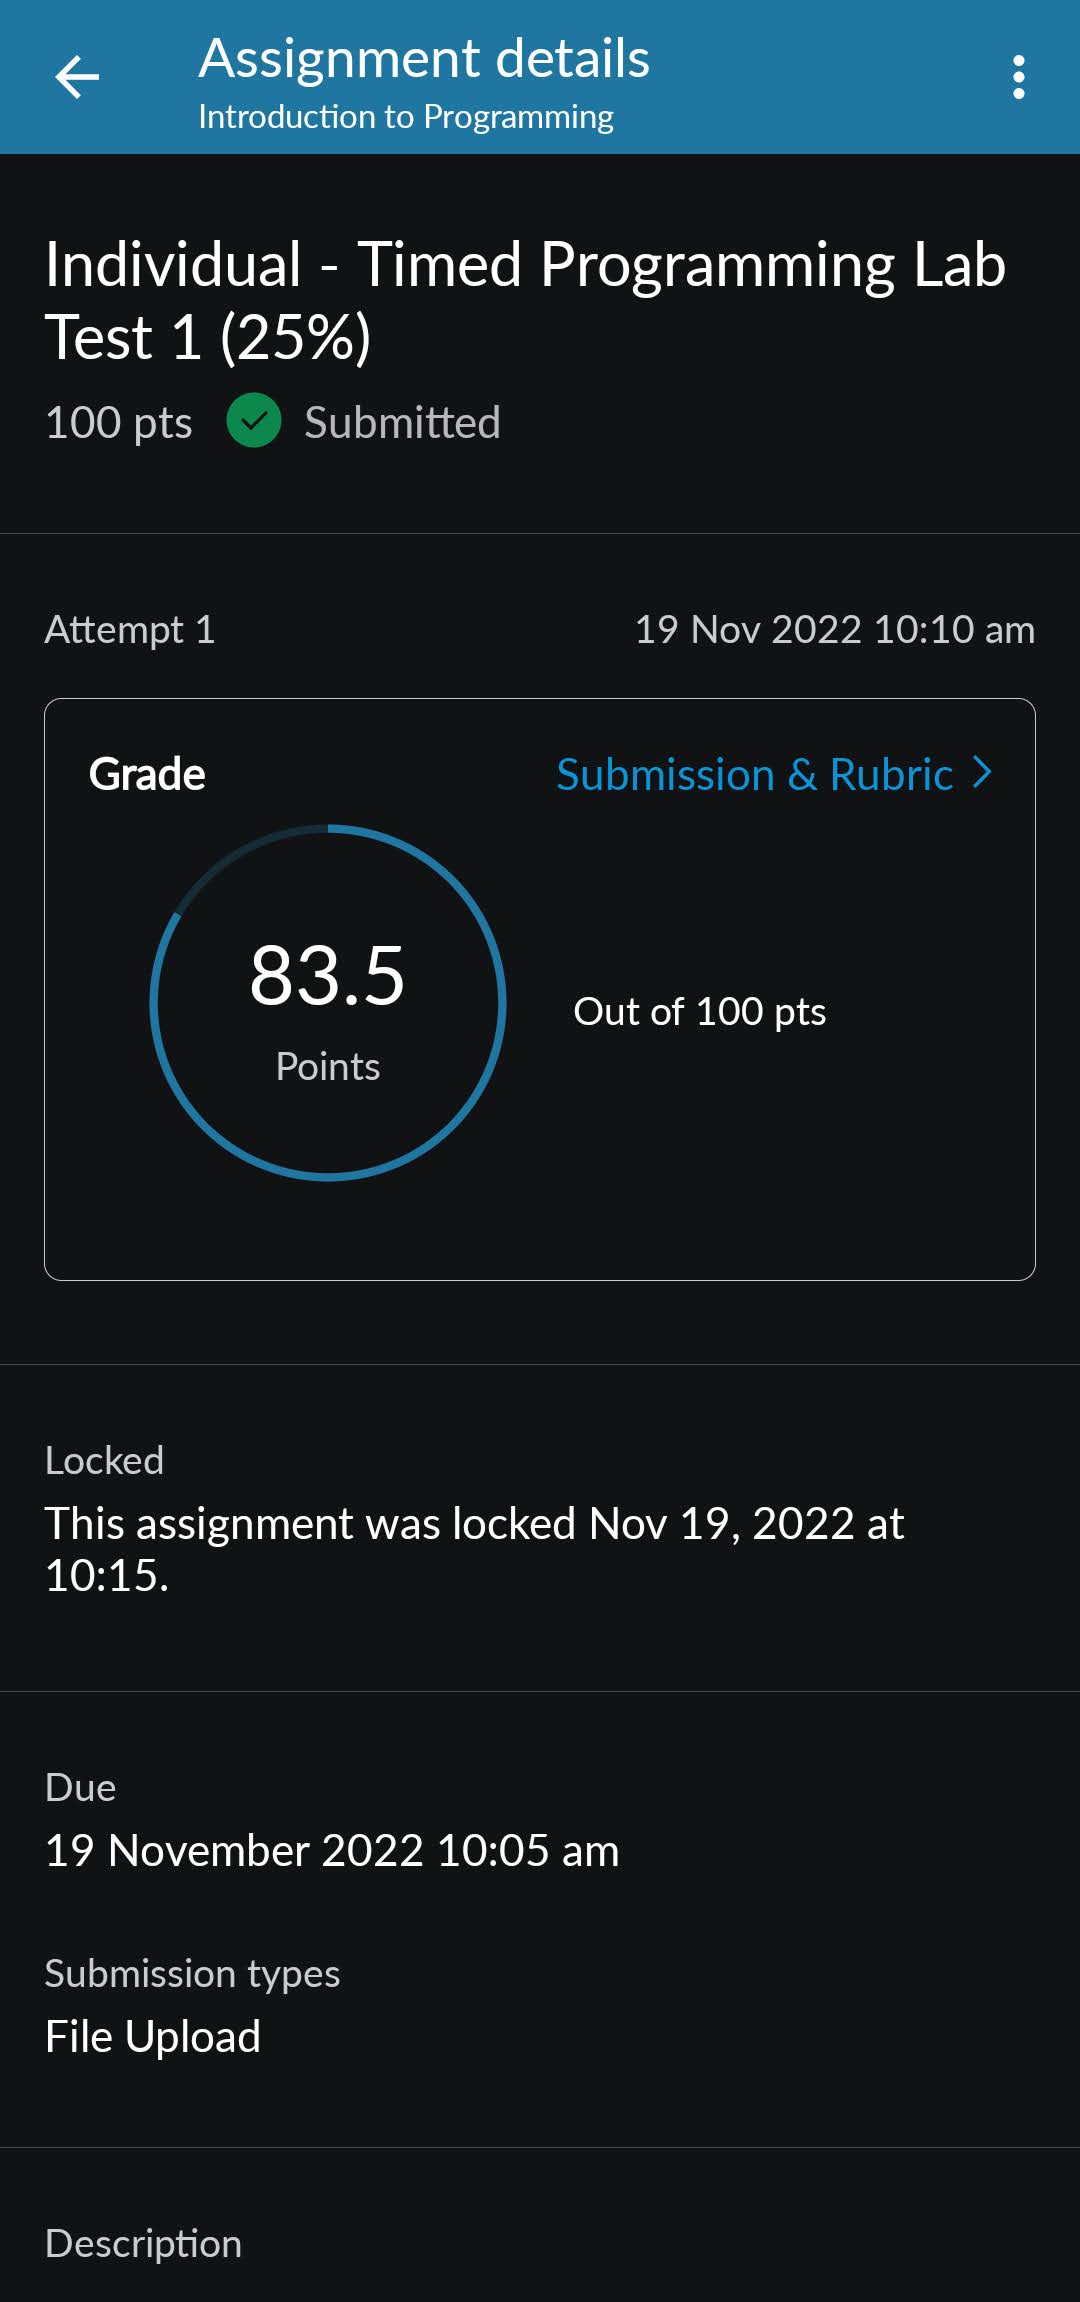 Assignment details
Introduction to Programming
Individual - Timed Programming Lab
Test 1 (25%)
100 pts Submitted
Attempt 1 19 Nov 2022 10:10 am
Grade Submission & Rubric
83.5
Points
Out of 100 pts
Locked
This assignment was locked Nov 19, 2022 at
10:15.
Due
19 November 2022 10:05 am
Submission types
File Upload
Description